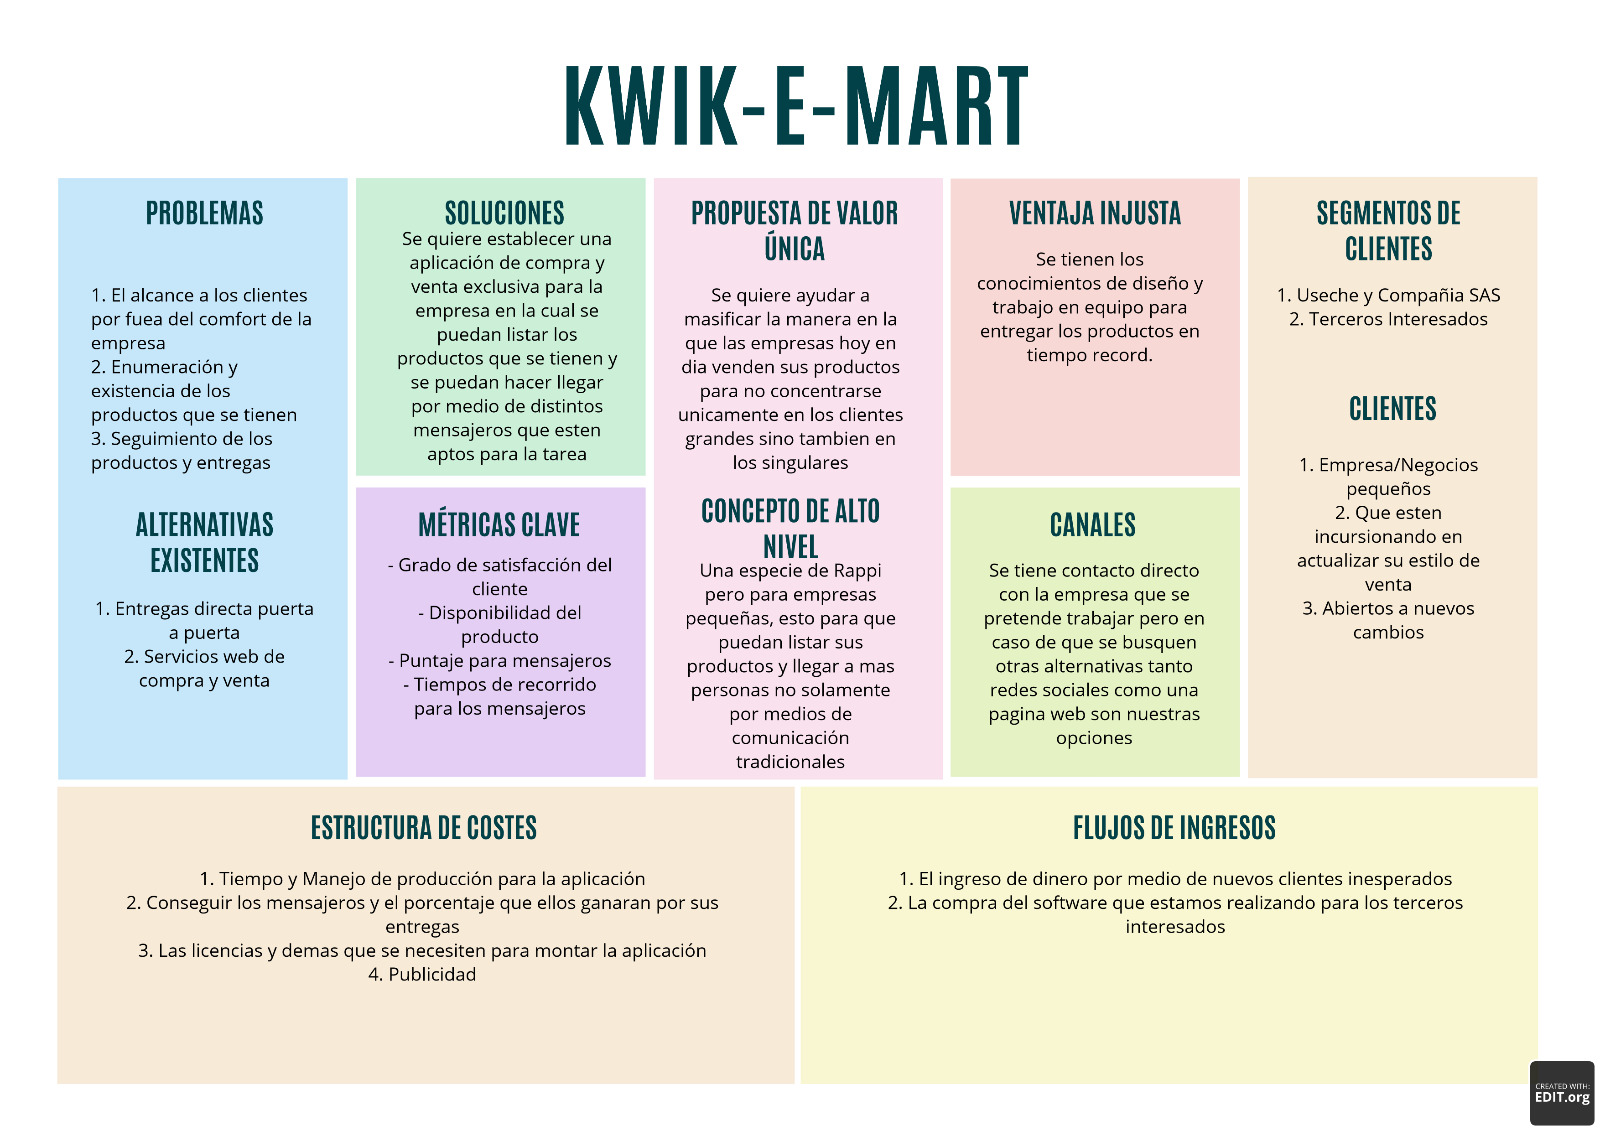 KWIK-E-MART
PROBLEMAS
1. El alcance a los clientes
por fuea del comfort de la
empresa
2. Enumeración y
existencia de los
productos que se tienen
3. Seguimiento de los
productos y entregas
ALTERNATIVAS
EXISTENTES
1. Entregas directa puerta
a puerta
2. Servicios web de
compra y venta
SOLUCIONES
Se quiere establecer una
aplicación de compra y
venta exclusiva para la
empresa en la cual se
puedan listar los
productos que se tienen y
se puedan hacer llegar
por medio de distintos
mensajeros que esten
aptos para la tarea
MÉTRICAS CLAVE
- Grado de satisfacción del
cliente
- Disponibilidad del
producto
- Puntaje para mensajeros
- Tiempos de recorrido
para los mensajeros
PROPUESTA DE VALOR
ÚNICA
Se quiere ayudar a
masificar la manera en la
que las empresas hoy en
dia venden sus productos
para no concentrarse
unicamente en los clientes
grandes sino tambien en
los singulares
CONCEPTO DE ALTO
NIVEL
Una especie de Rappi
pero para empresas
pequeñas, esto para que
puedan listar sus
productos y llegar a mas
personas no solamente
por medios de
comunicación
tradicionales
VENTAJA INJUSTA
Se tienen los
conocimientos de diseño y
trabajo en equipo para
entregar los productos en
tiempo record.
CANALES
Se tiene contacto directo
con la empresa que se
pretende trabajar pero en
caso de que se busquen
otras alternativas tanto
redes sociales como una
pagina web son nuestras
opciones
SEGMENTOS DE
CLIENTES
1. Useche y Compañia SAS
2. Terceros Interesados
CLIENTES
1. Empresa/Negocios
pequeños
2. Que esten
incursionando en
actualizar su estilo de
venta
3. Abiertos a nuevos
cambios
ESTRUCTURA DE COSTES
1. Tiempo y Manejo de producción para la aplicación
2. Conseguir los mensajeros y el porcentaje que ellos ganaran por sus
entregas
3. Las licencias y demas que se necesiten para montar la aplicación
4. Publicidad
FLUJOS DE INGRESOS
1. El ingreso de dinero por medio de nuevos clientes inesperados
2. La compra del software que estamos realizando para los terceros
interesados
CREATED WITH:
EDIT.org